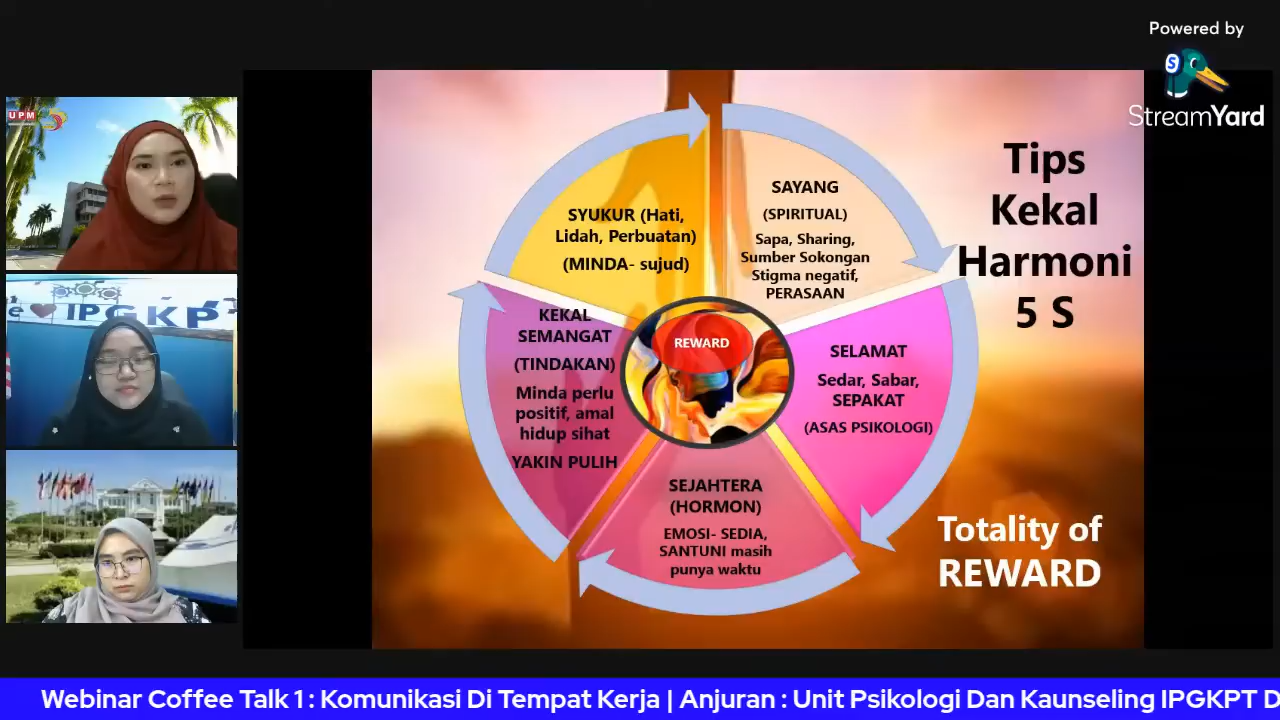 Powered by
StreamYard
UPM
IPGKP
Tips
Kekal
Harmoni
5 S
SYUKUR (Hati,
Lidah, Perbuatan)
(MINDA- sujud)
SAYANG
(SPIRITUAL)
Sapa, Sharing,
Sumber Sokongan
Stigma negatif,
PERASAAN
SELAMAT
Sedar, Sabar,
SEPAKAT
(ASAS PSIKOLOGI)
SEJAHTERA
(HORMON)
EMOSI- SEDIA,
SANTUNI masih
punya waktu
KEKAL
SEMANGAT
(TINDAKAN)
Minda perlu
positif, amal
hidup sihat
YAKIN PULIH
REWARD
Totality of
REWARD
Webinar Coffee Talk 1 : Komunikasi Di Tempat Kerja | Anjuran : Unit Psikologi Dan Kaunseling IPGKPT D